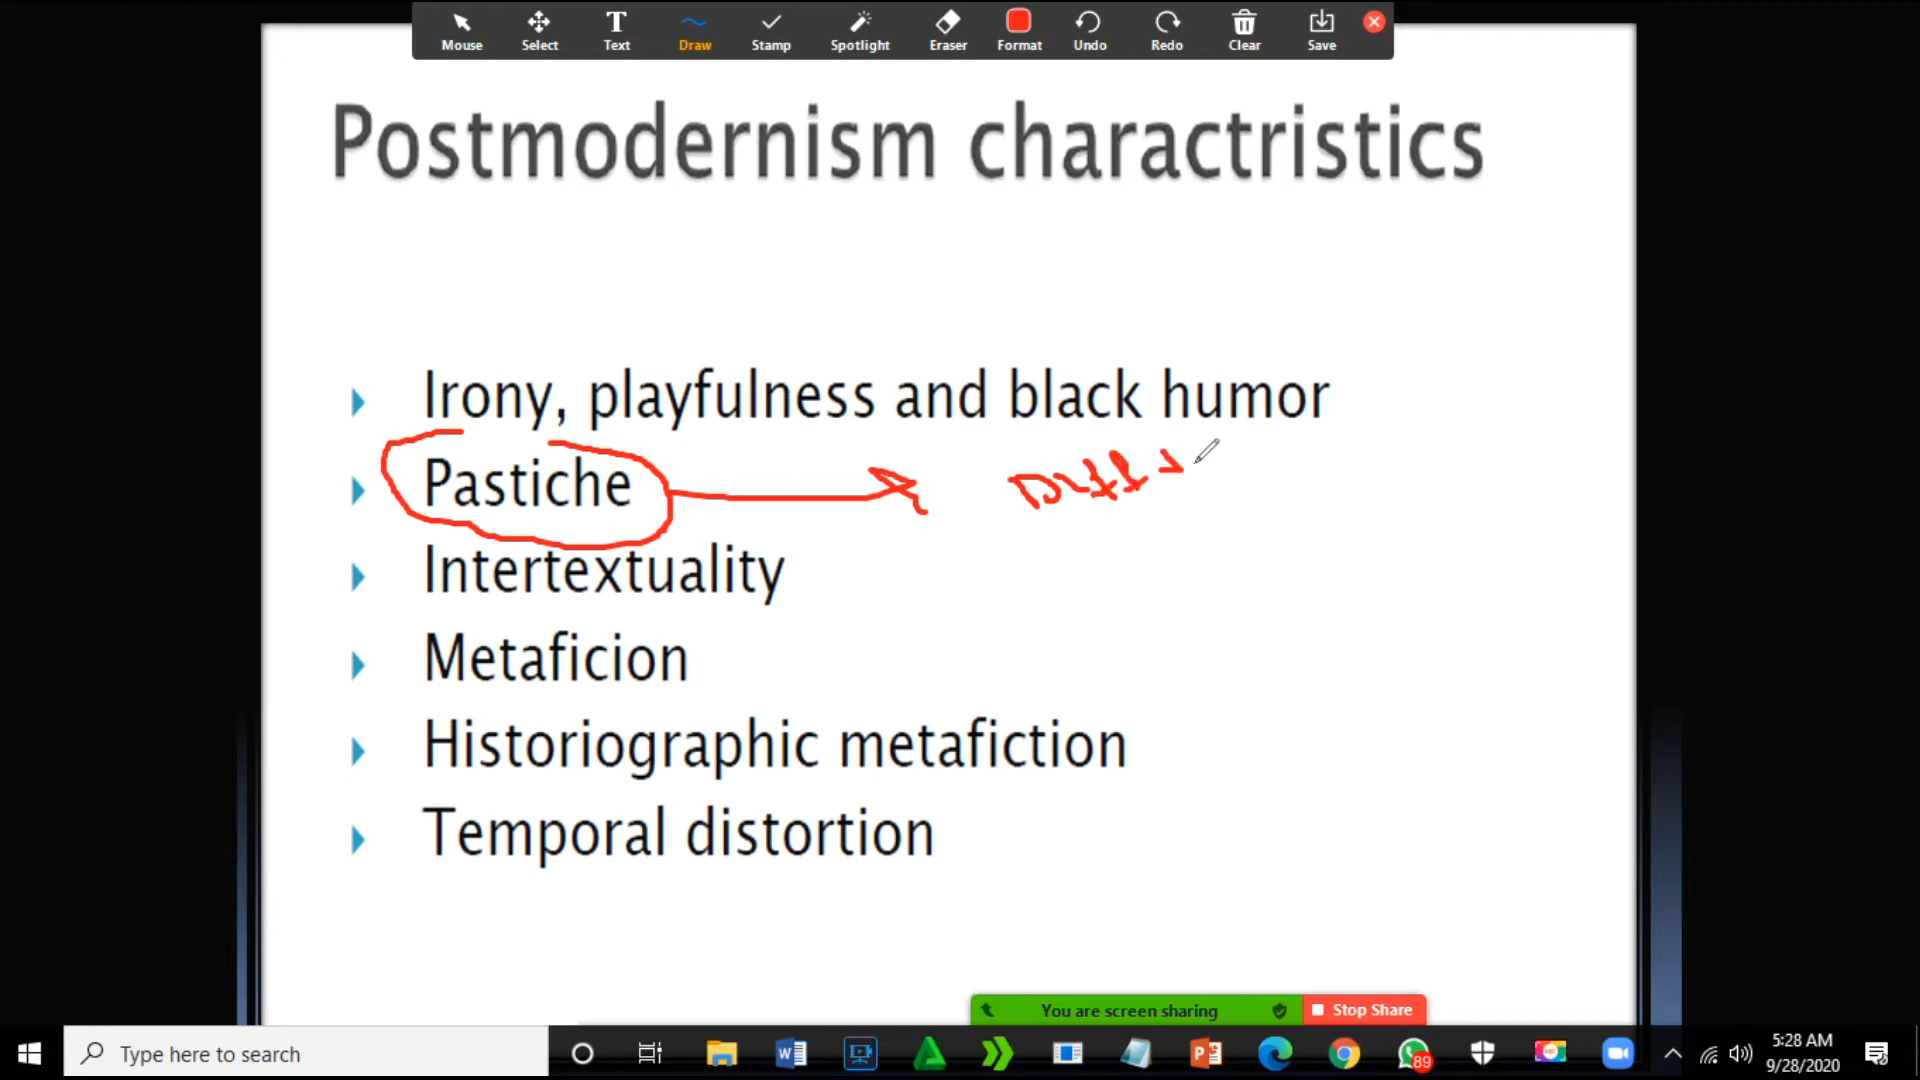 Mouse Select Text Draw Stamp Spotlight Eraser Format Undo Redo Clear Save
Postmodernism charactristics
Irony, playfulness and black humor
Pastiche
Intertextuality
Metaficion
Historiographic metafiction
Temporal distortion
You are screen sharing Stop Share
Type here to search
89
5:28 AM
9/28/2020